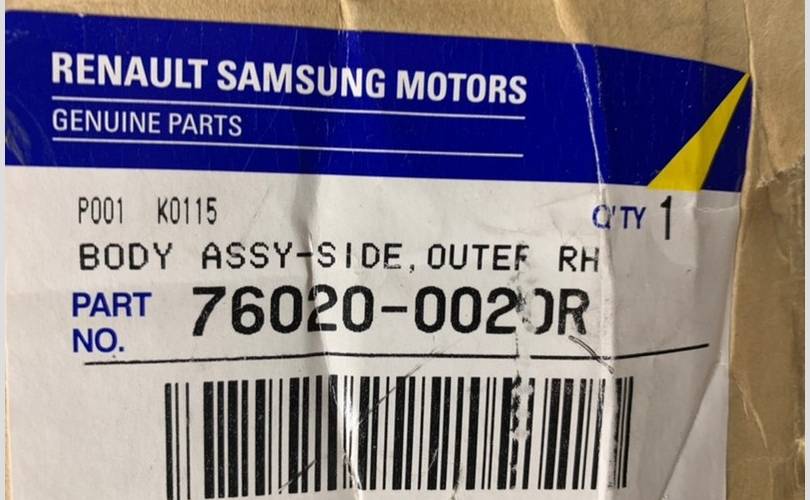 RENAULT SAMSUNG MOTORS
GENUINE PARTS
P001 K0115
Q'TY 1
BODY ASSY-SIDE, OUTER RH
PART NO. 76020-0020R